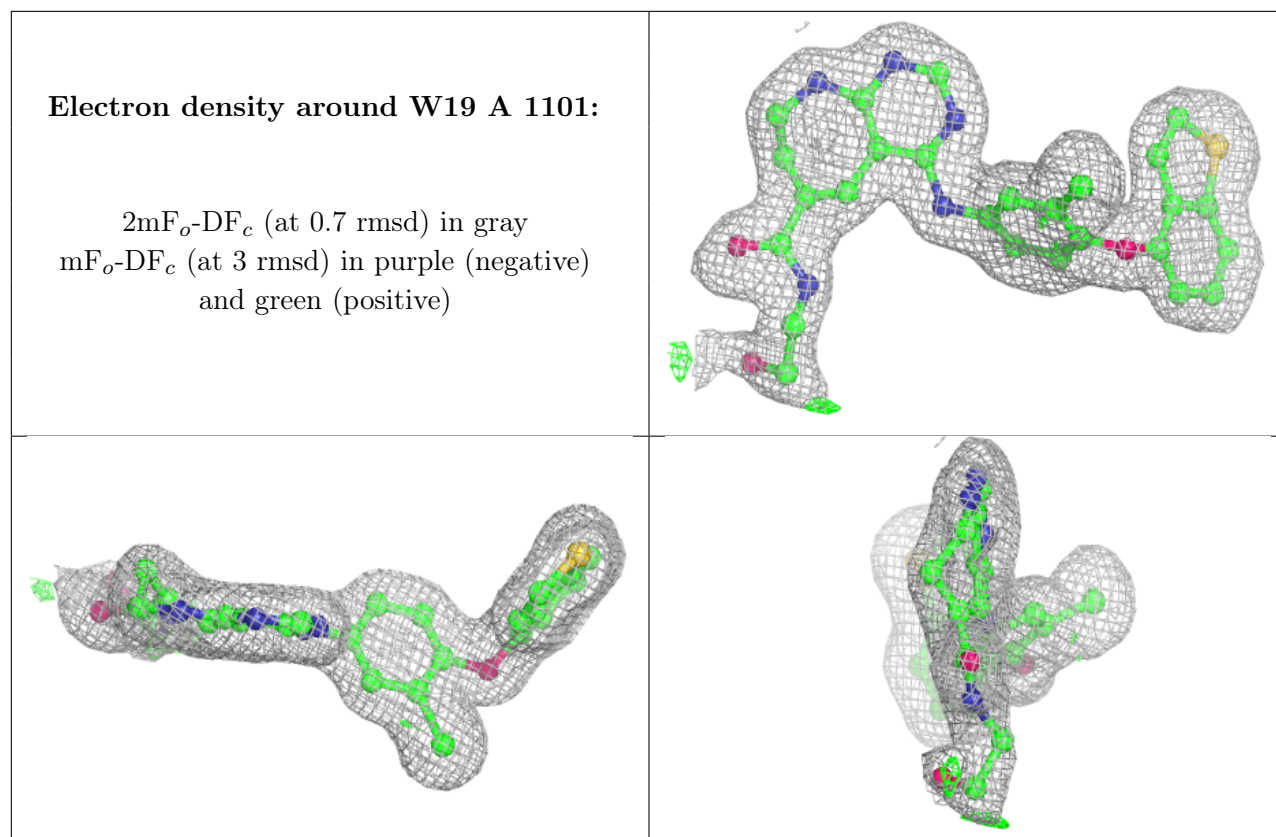 Electron density around W19 A 1101:
2mFₒ-DF𝒸 (at 0.7 rmsd) in gray
mFₒ-DF𝒸 (at 3 rmsd) in purple (negative)
and green (positive)